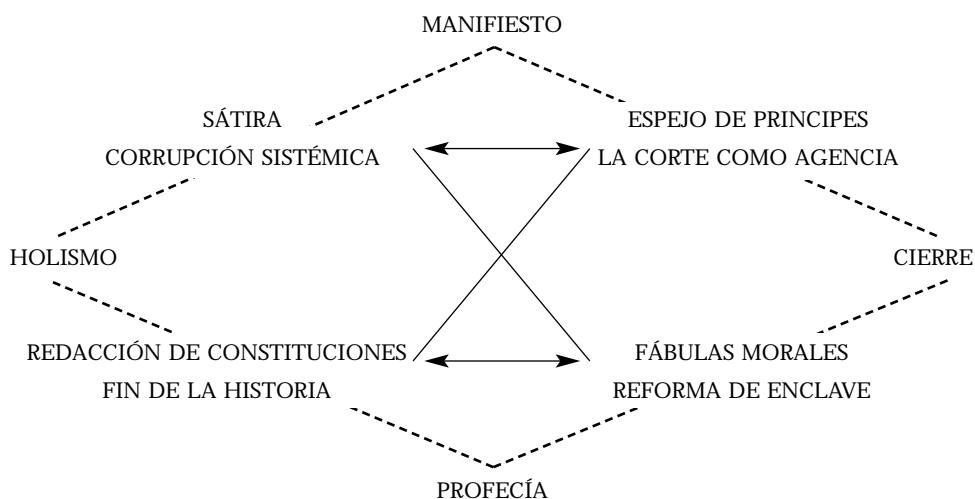 MANIFIESTO
SÁTIRA
CORRUPCIÓN SISTÉMICA
ESPEJO DE PRINCIPES
LA CORTE COMO AGENCIA
HOLISMO
CIERRE
REDACCIÓN DE CONSTITUCIONES
FIN DE LA HISTORIA
FÁBULAS MORALES
REFORMA DE ENCLAVE
PROFECÍA